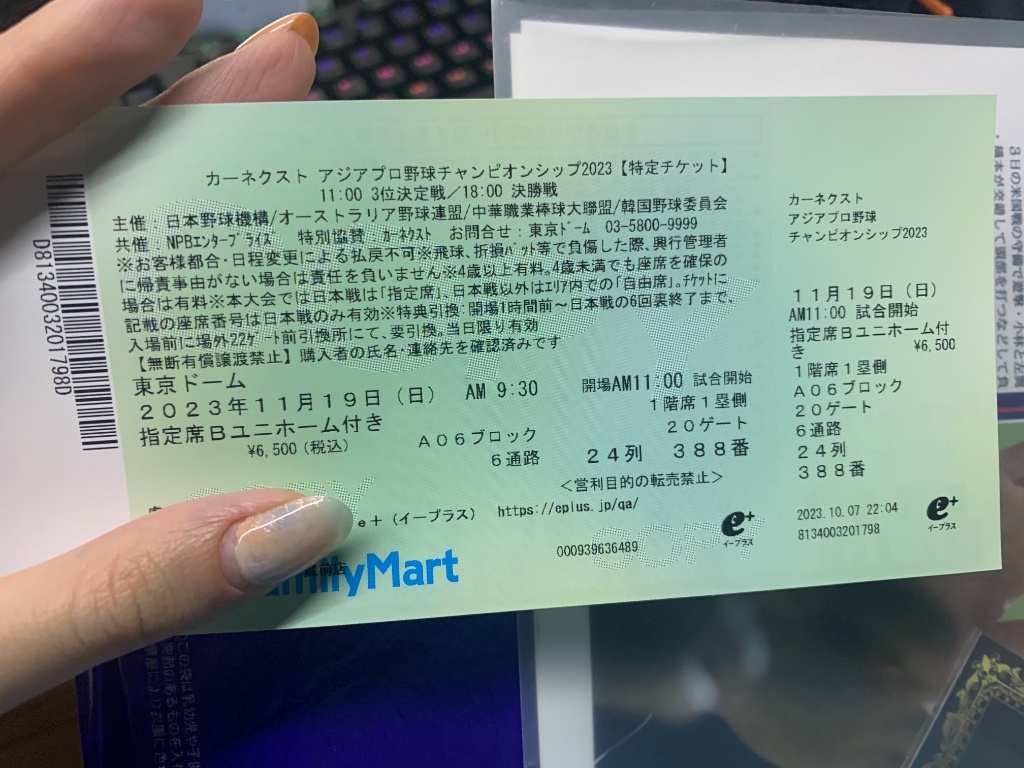 カーネクスト アジアプロ野球チャンピオンシップ2023【特定チケット】
11:00 3位決定戦／18:00 決勝戦
主催 日本野球機構/オーストラリア野球連盟/中華職業棒球大聯盟/韓国野球委員会
共催 NPBエンタープライズ 特別協賛 カーネクスト お問合せ：東京ドーム 03-5800-9999
※お客様都合・日程変更による払戻不可※飛球、折損バット等で負傷した際、興行管理者
に帰責事由がない場合は責任を負いません※4歳以上有料。4歳未満でも座席を確保の
場合は有料※本大会では日本戦は「指定席」、日本戦以外はエリア内での「自由席」。チケットに
記載の座席番号は日本戦のみ有効※特典引換：開場1時間前～日本戦の6回裏終了まで、
入場前に場外22ゲート前引換所にて、要引換。当日限り有効
【無断有償譲渡禁止】購入者の氏名・連絡先を確認済みです
東京ドーム
２０２３年１１月１９日（日） AM 9:30 開場AM11:00 試合開始
指定席Ｂユニホーム付き
¥6,500（税込）
１階席１塁側
Ａ０６ブロック ２０ゲート
６通路 ２４列 ３８８番
＜営利目的の転売禁止＞
e＋（イープラス） https://eplus.jp/qa/
前店
milyMart
000939636489
e+
イープラス
D8134003201798D
カーネクスト
アジアプロ野球
チャンピオンシップ2023
１１月１９日（日）
AM11:00 試合開始
指定席Ｂユニホーム付
き ¥6,500
１階席１塁側
Ａ０６ブロック
２０ゲート
６通路
２４列
３８８番
2023.10.07 22:04
8134003201798
e+
イープラス